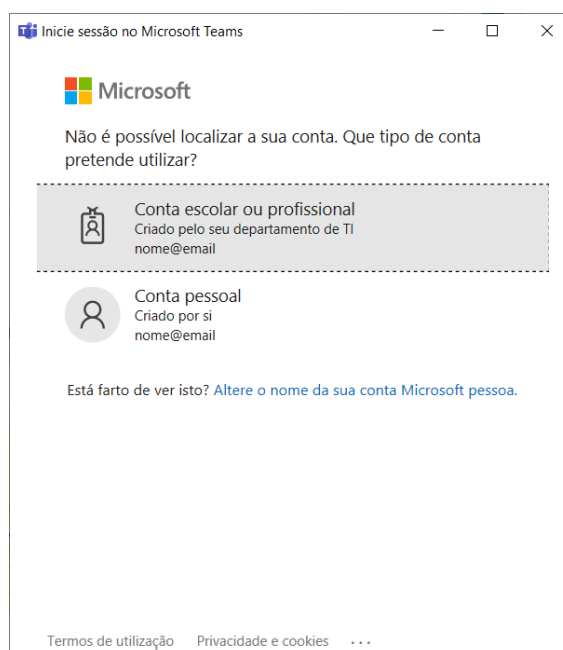 Inicie sessão no Microsoft Teams
Microsoft
Não é possível localizar a sua conta. Que tipo de conta
pretende utilizar?
Conta escolar ou profissional
Criado pelo seu departamento de TI
nome@email
Conta pessoal
Criado por si
nome@email
Está farto de ver isto? Altere o nome da sua conta Microsoft pessoa.
Termos de utilização Privacidade e cookies ...